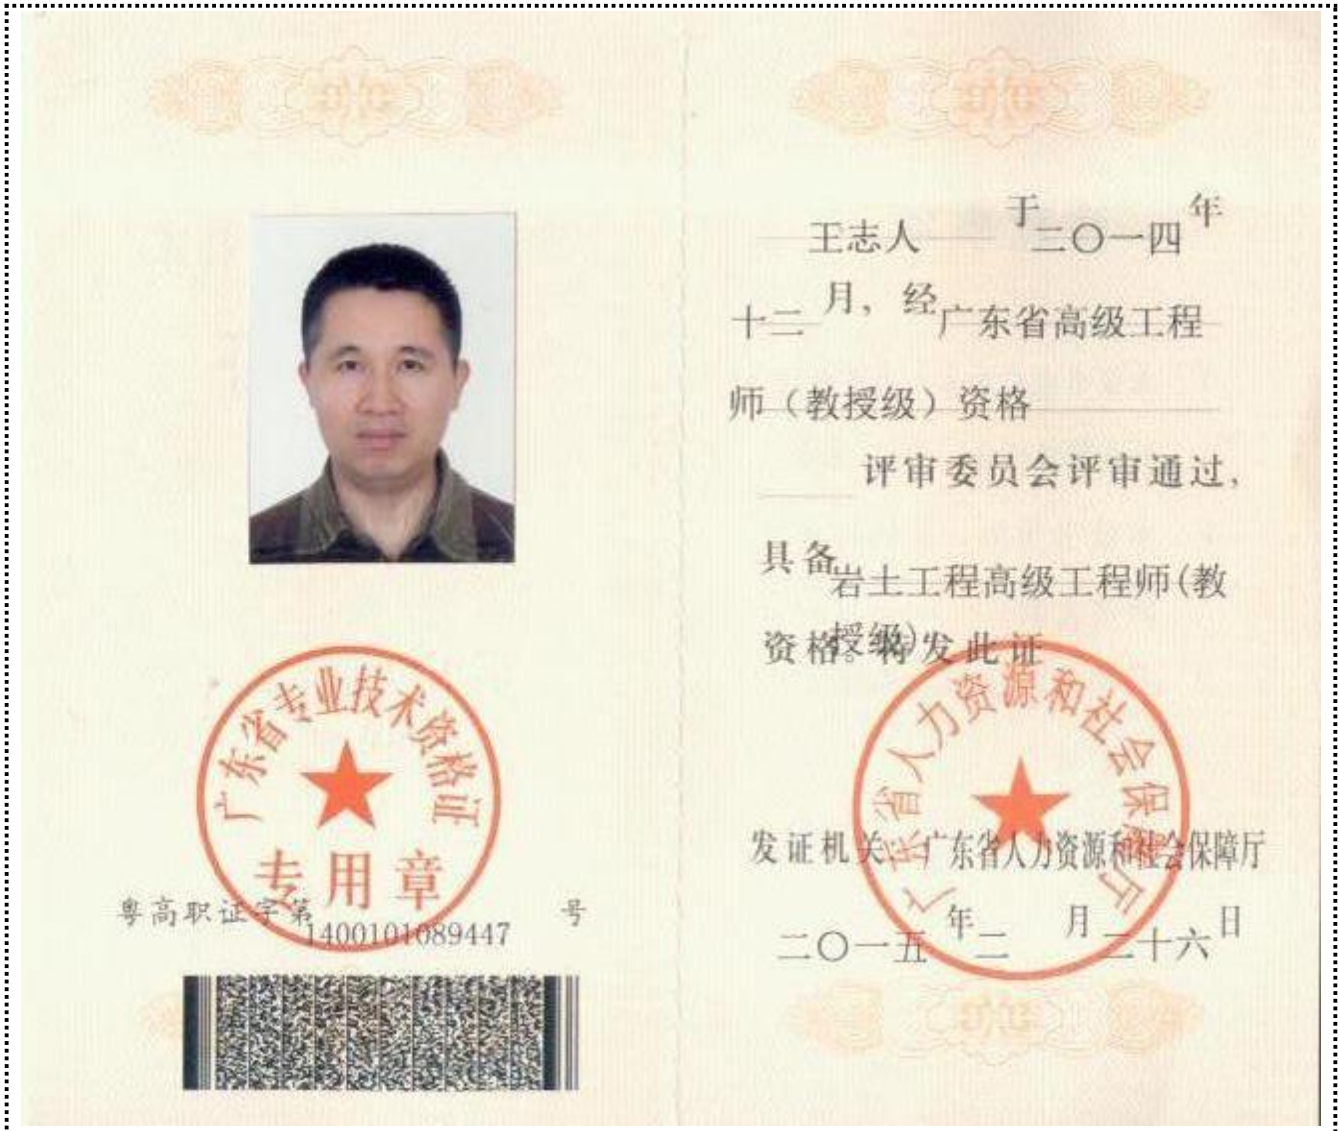 广东省专业技术资格证
专用章
粤高职证字第1400101089447号
王志人于二〇一四年
十二月，经广东省高级工程
师（教授级）资格
评审委员会评审通过，
具备岩土工程高级工程师(教
授级)
资格。特发此证
广东省人力资源和社会保障厅
发证机关：广东省人力资源和社会保障厅
二〇一五年二月二十六日